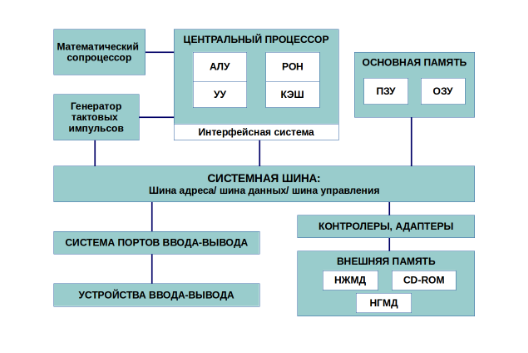 Математический
сопроцессор
ЦЕНТРАЛЬНЫЙ ПРОЦЕССОР
АЛУ
РОН
УУ
КЭШ
Интерфейсная система
ОСНОВНАЯ ПАМЯТЬ
ПЗУ
ОЗУ
Генератор
тактовых
импульсов
СИСТЕМНАЯ ШИНА:
Шина адреса/ шина данных/ шина управления
СИСТЕМА ПОРТОВ ВВОДА-ВЫВОДА
УСТРОЙСТВА ВВОДА-ВЫВОДА
КОНТРОЛЕРЫ, АДАПТЕРЫ
ВНЕШНЯЯ ПАМЯТЬ
НЖМД
CD-ROM
НГМД